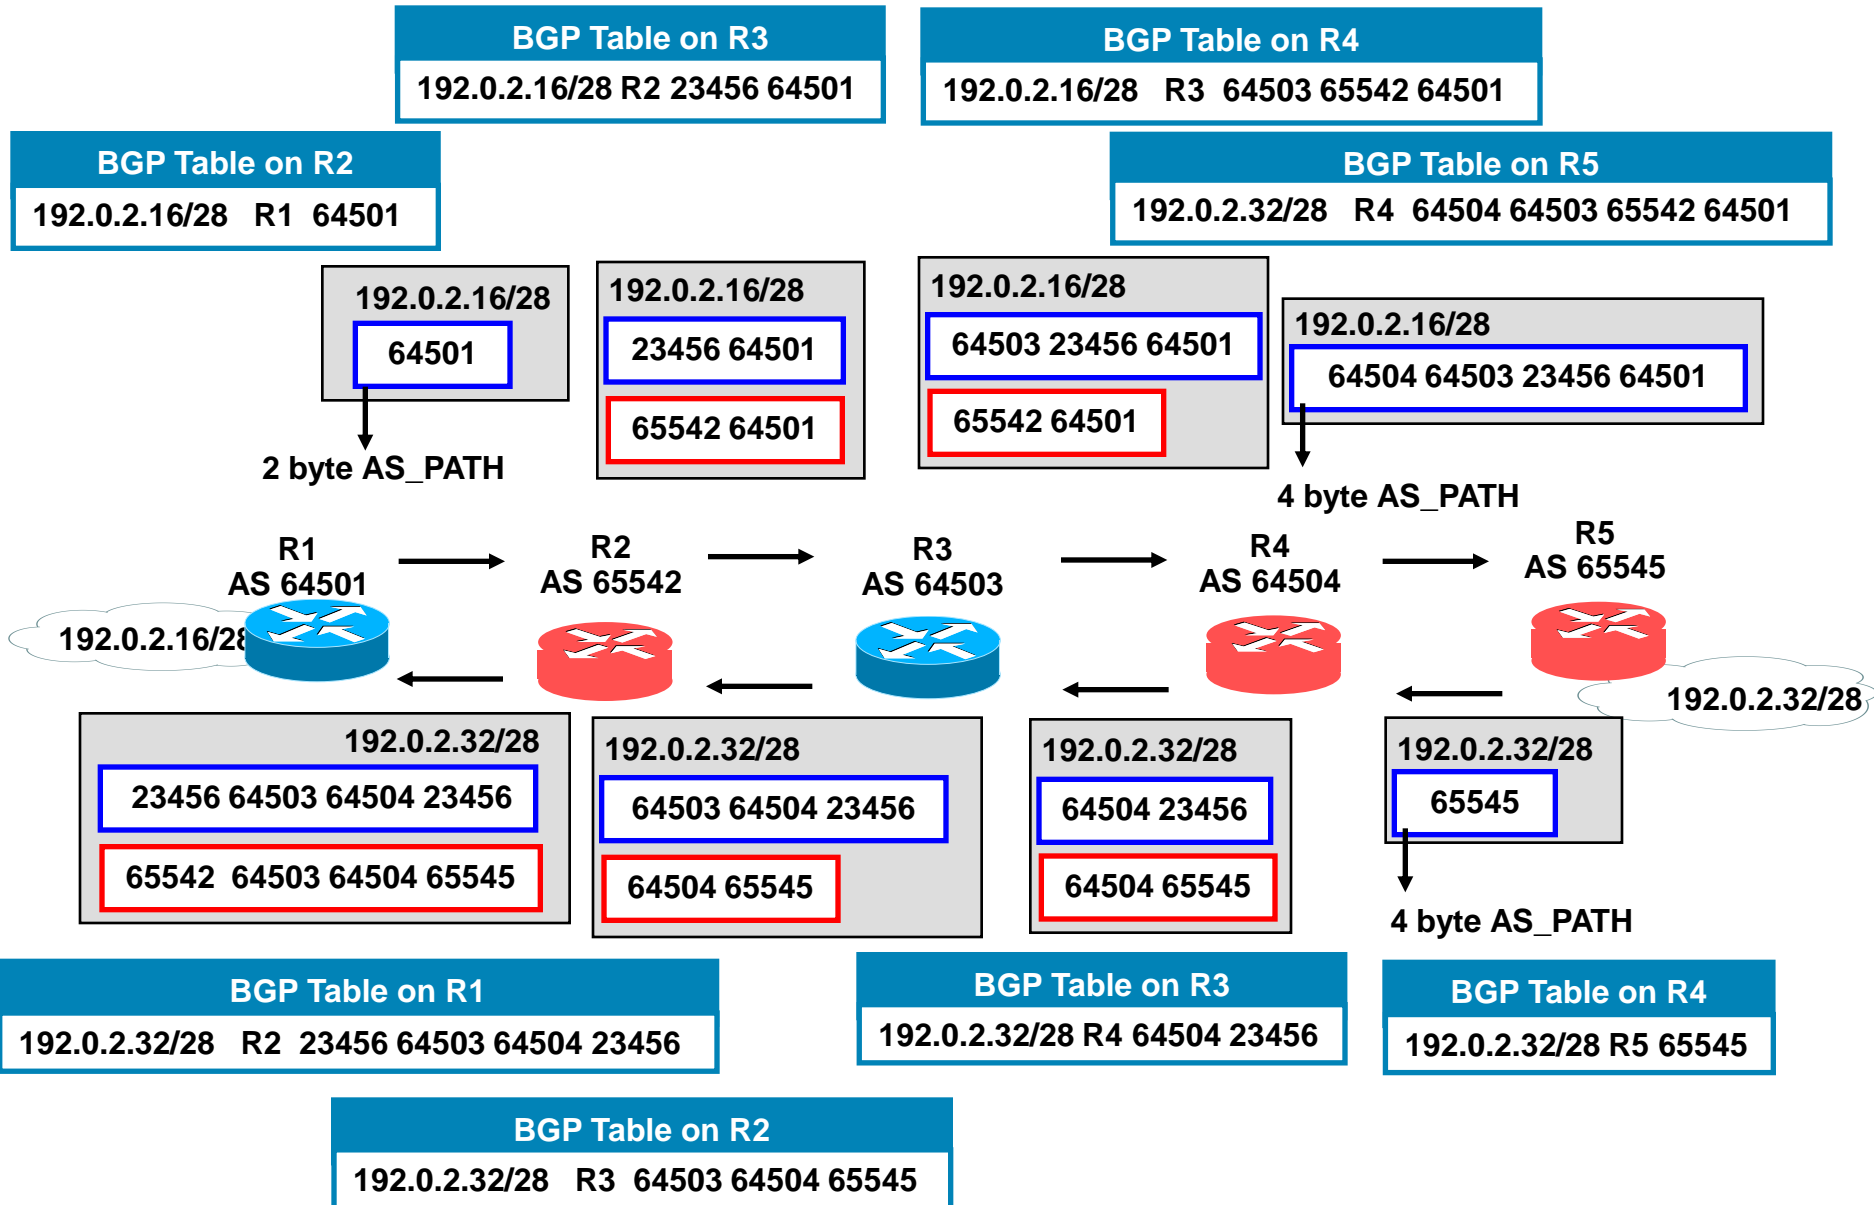 BGP Table on R3
192.0.2.16/28 R2 23456 64501
BGP Table on R4
192.0.2.16/28 R3 64503 65542 64501
BGP Table on R2
192.0.2.16/28 R1 64501
BGP Table on R5
192.0.2.32/28 R4 64504 64503 65542 64501
192.0.2.16/28
64501
2 byte AS_PATH
192.0.2.16/28
23456 64501
65542 64501
192.0.2.16/28
64503 23456 64501
65542 64501
192.0.2.16/28
64504 64503 23456 64501
4 byte AS_PATH
R1
AS 64501
R2
AS 65542
R3
AS 64503
R4
AS 64504
R5
AS 65545
192.0.2.16/28
192.0.2.32/28
192.0.2.32/28
23456 64503 64504 23456
65542 64503 64504 65545
192.0.2.32/28
64503 64504 23456
64504 65545
192.0.2.32/28
64504 23456
64504 65545
192.0.2.32/28
65545
4 byte AS_PATH
BGP Table on R1
192.0.2.32/28 R2 23456 64503 64504 23456
BGP Table on R3
192.0.2.32/28 R4 64504 23456
BGP Table on R4
192.0.2.32/28 R5 65545
BGP Table on R2
192.0.2.32/28 R3 64503 64504 65545